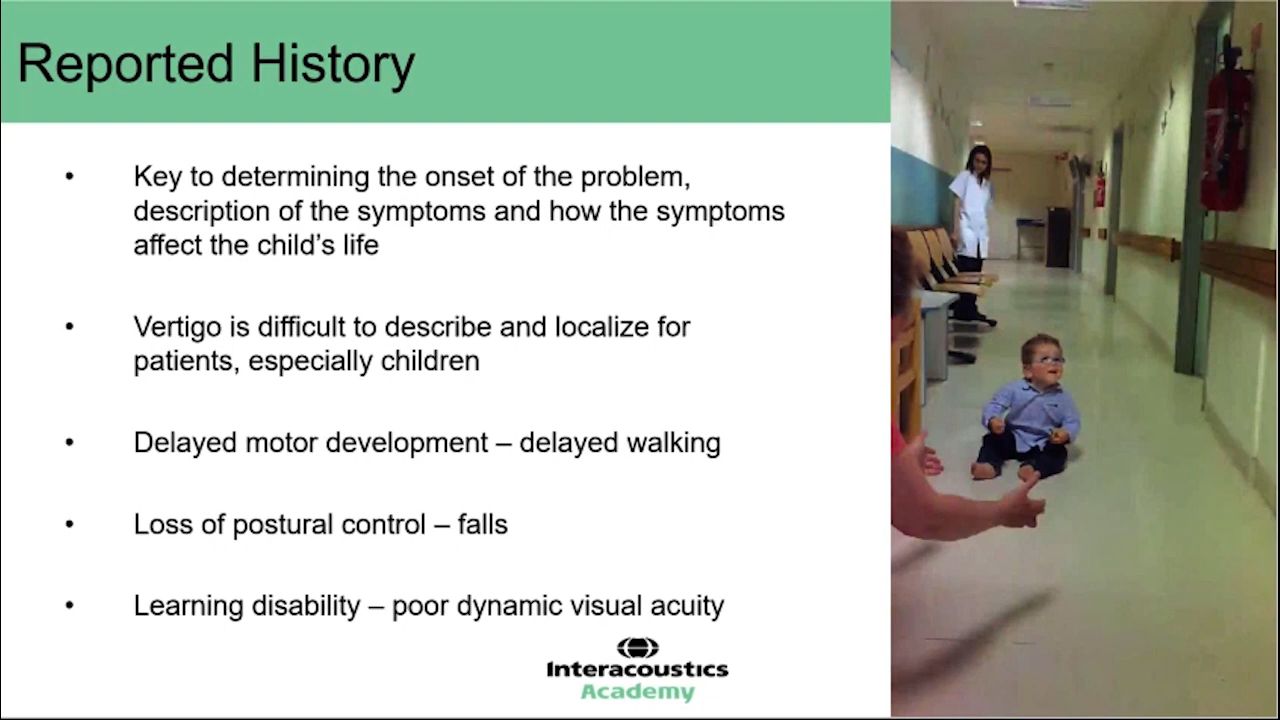 Reported History
• Key to determining the onset of the problem,
description of the symptoms and how the symptoms
affect the child’s life
• Vertigo is difficult to describe and localize for
patients, especially children
• Delayed motor development – delayed walking
• Loss of postural control – falls
• Learning disability – poor dynamic visual acuity
Interacoustics
Academy